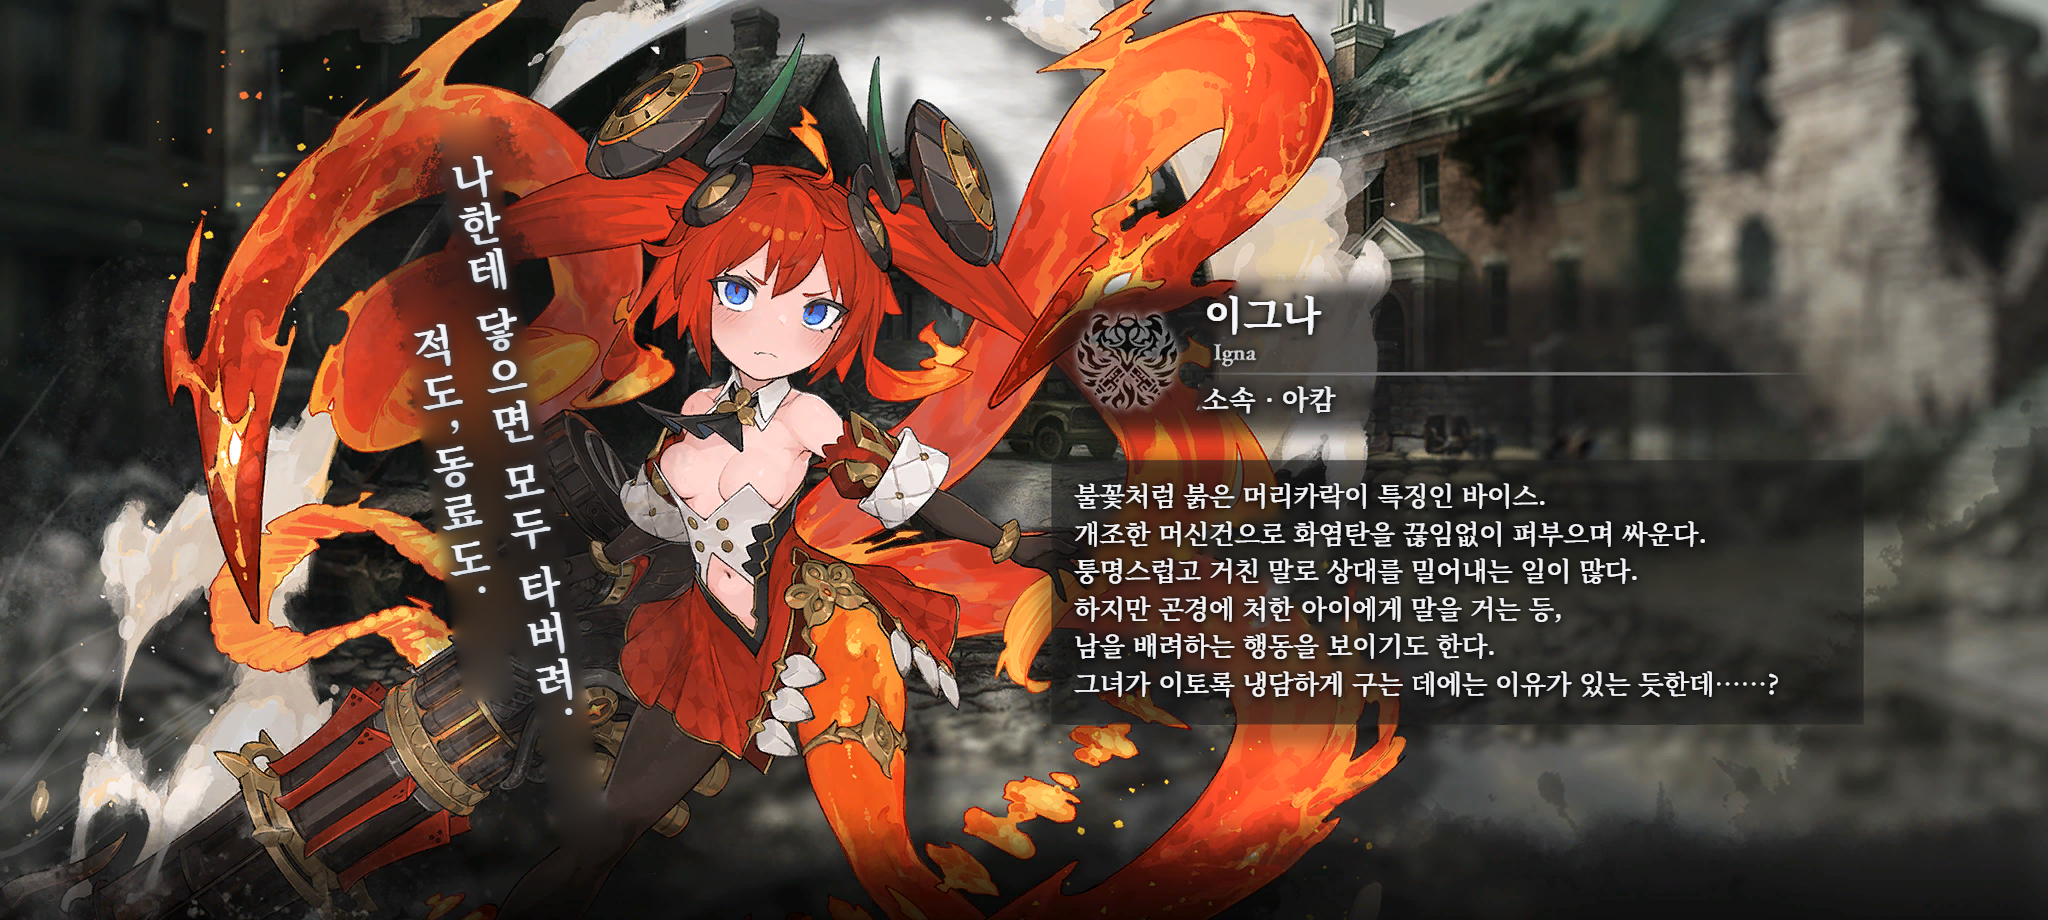 나한테 닿으면 모두 타버려.
적도, 동료도.
이그나
Igna
소속 · 아캄
불꽃처럼 붉은 머리카락이 특징인 바이스.
개조한 머신건으로 화염탄을 끊임없이 퍼부으며 싸운다.
퉁명스럽고 거친 말로 상대를 밀어내는 일이 많다.
하지만 곤경에 처한 아이에게 말을 거는 등,
남을 배려하는 행동을 보이기도 한다.
그녀가 이토록 냉담하게 구는 데에는 이유가 있는 듯한데……?